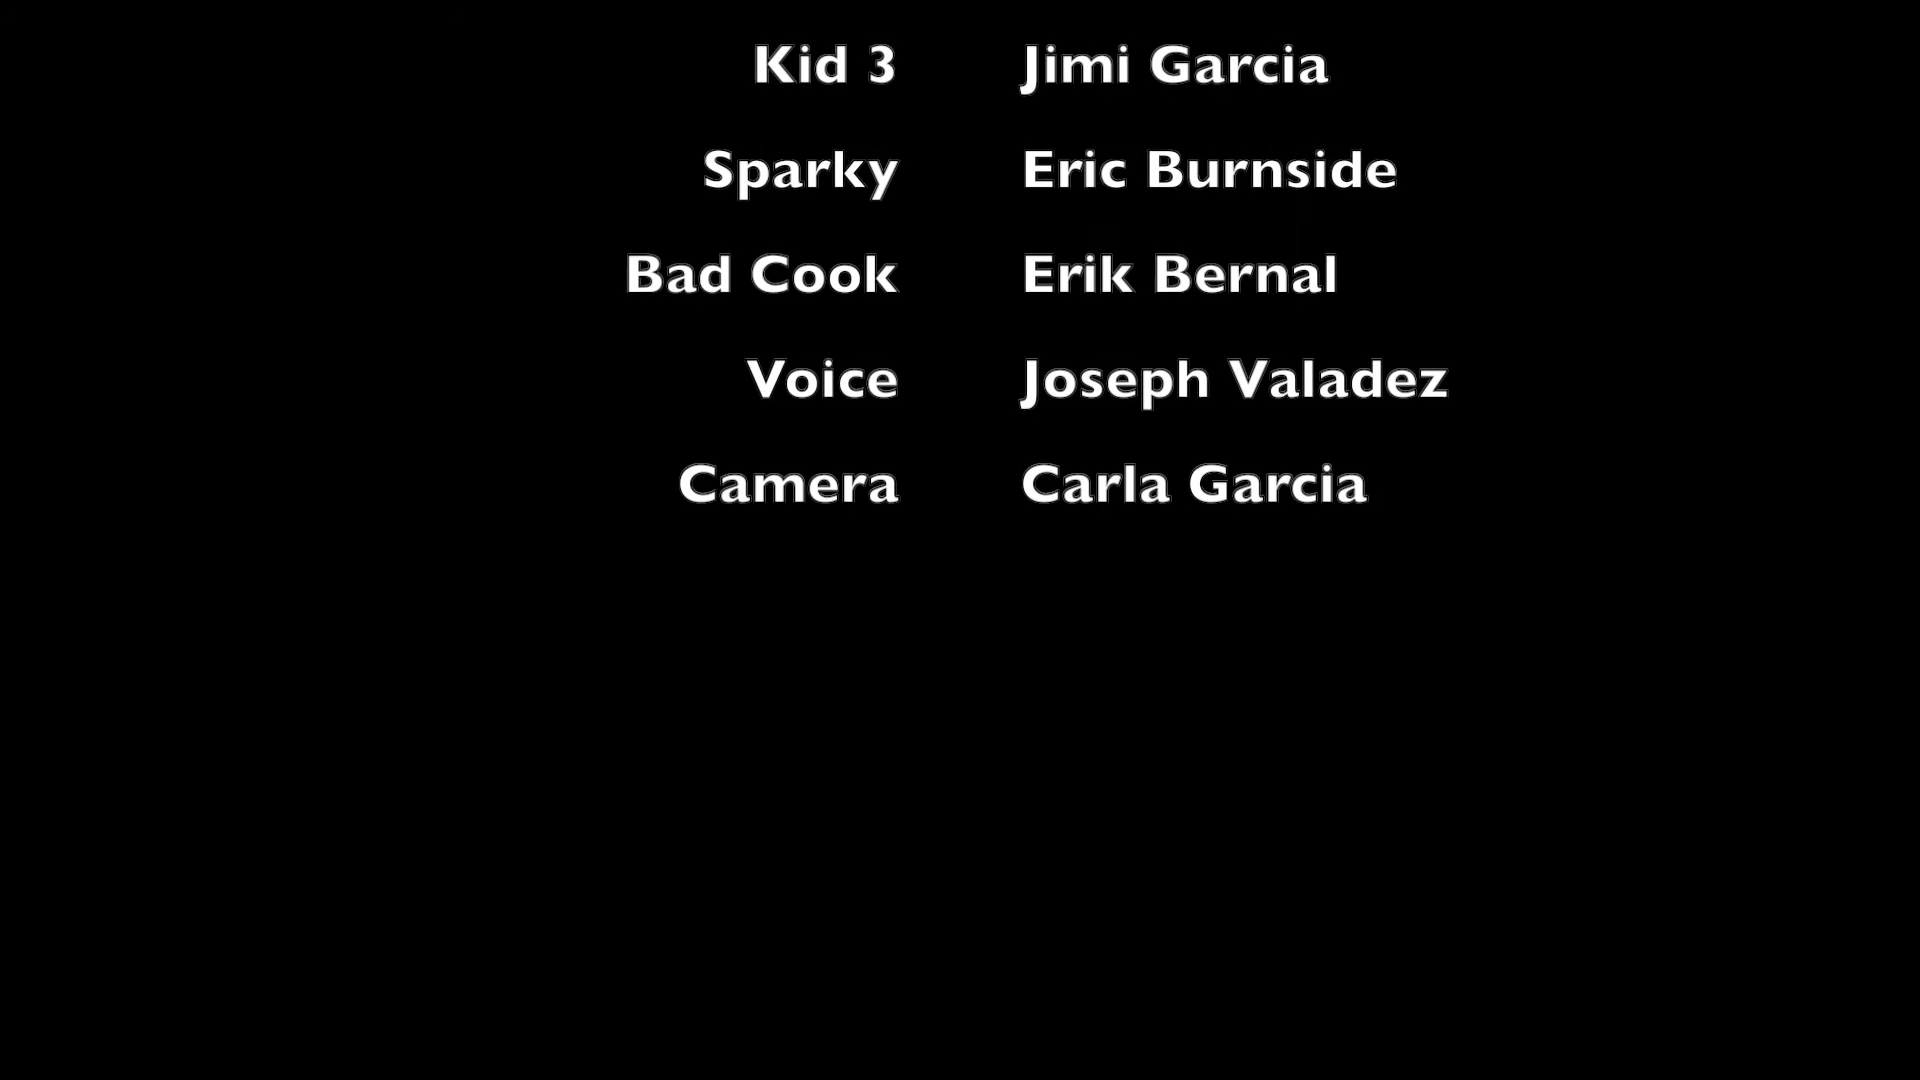 Kid 3 Jimi Garcia
Sparky Eric Burnside
Bad Cook Erik Bernal
Voice Joseph Valadez
Camera Carla Garcia